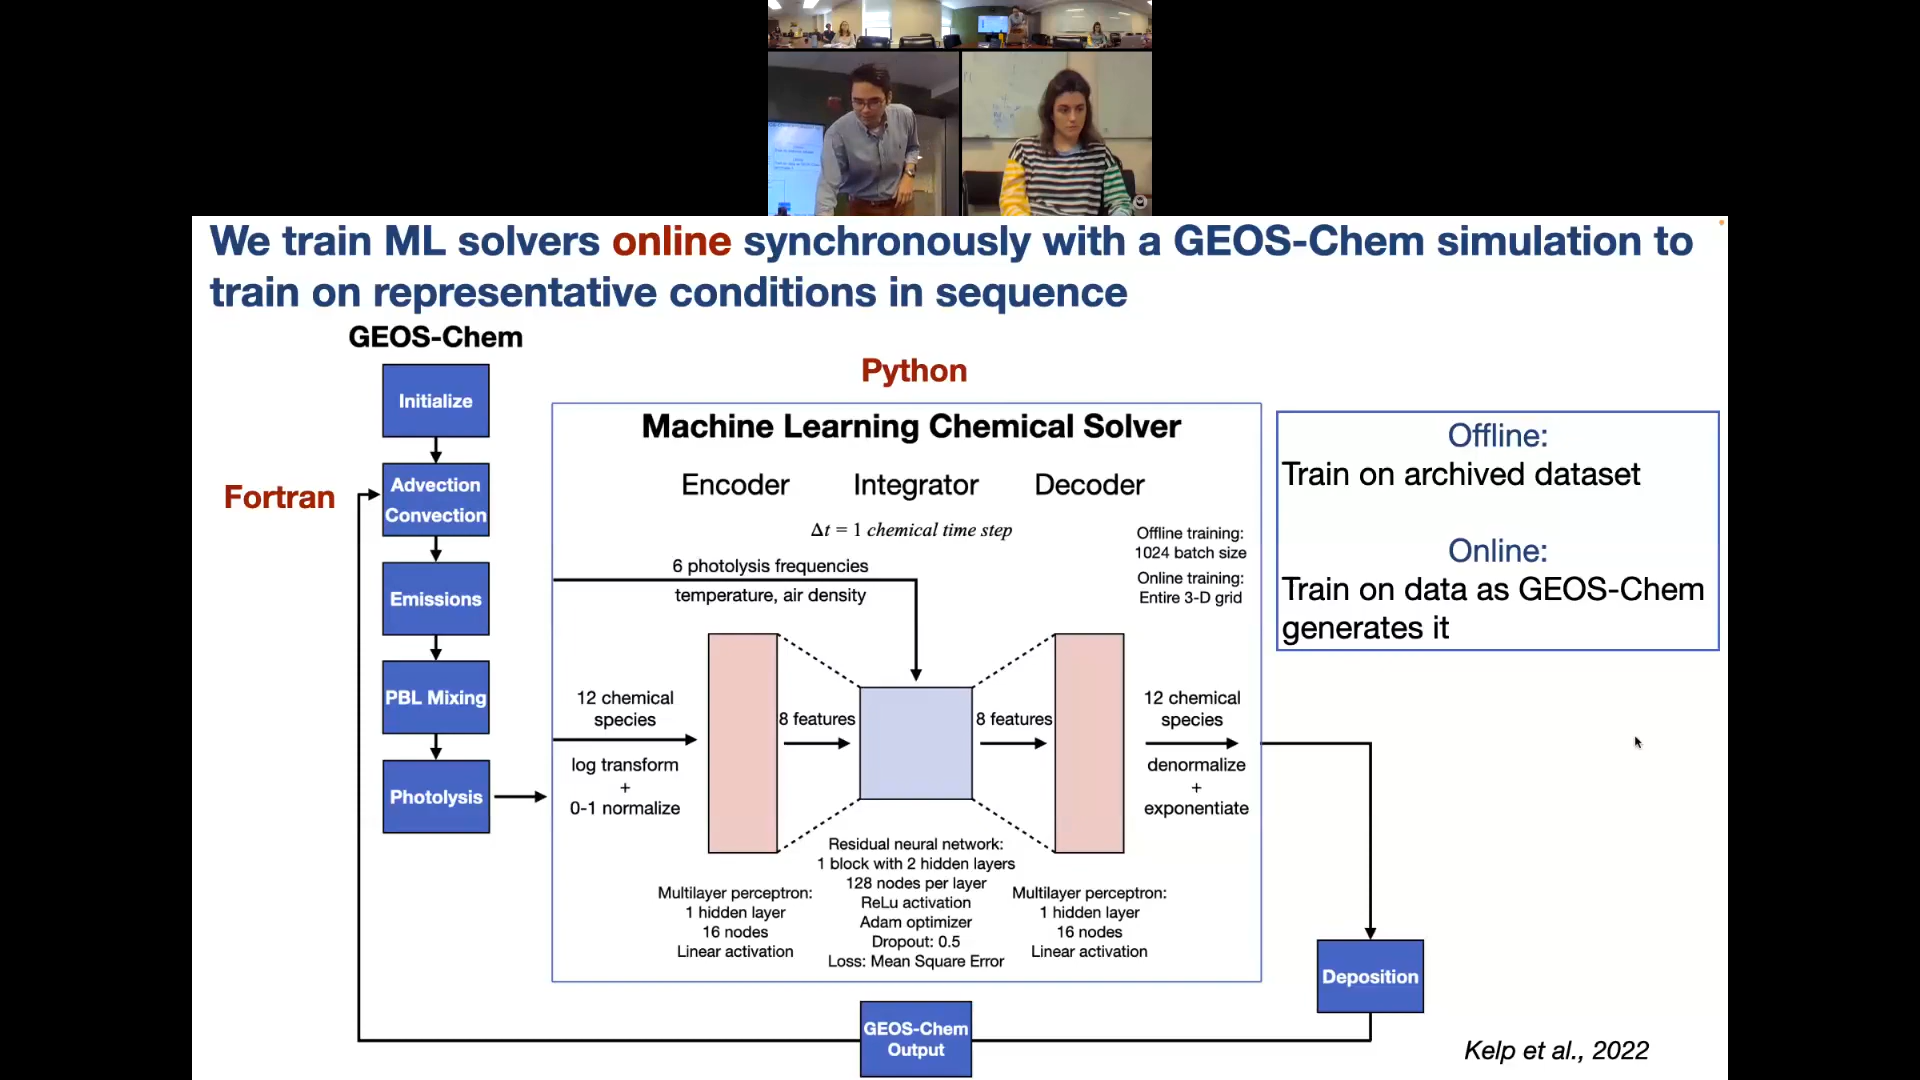 We train ML solvers online synchronously with a GEOS-Chem simulation to
train on representative conditions in sequence
GEOS-Chem
Initialize
Advection
Convection
Emissions
PBL Mixing
Photolysis
Fortran
Python
Machine Learning Chemical Solver
Encoder
Integrator
Decoder
Δt = 1 chemical time step
Offline training:
1024 batch size
Online training:
Entire 3-D grid
6 photolysis frequencies
temperature, air density
12 chemical
species
log transform
+
0-1 normalize
8 features
8 features
12 chemical
species
denormalize
+
exponentiate
Multilayer perceptron:
1 hidden layer
16 nodes
Linear activation
Residual neural network:
1 block with 2 hidden layers
128 nodes per layer
ReLu activation
Adam optimizer
Dropout: 0.5
Loss: Mean Square Error
Multilayer perceptron:
1 hidden layer
16 nodes
Linear activation
Offline:
Train on archived dataset
Online:
Train on data as GEOS-Chem
generates it
Deposition
GEOS-Chem
Output
Kelp et al., 2022